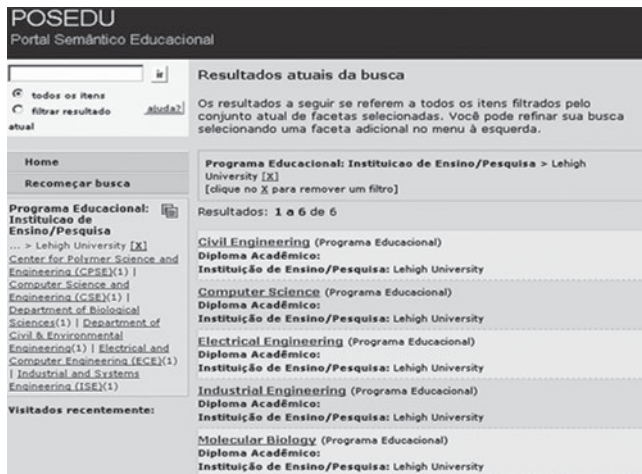 POSEDU
Portal Semântico Educacional
ir
todos os itens
filtrar resultado atual
ajuda?
Home
Recomeçar busca
Programa Educacional:
Instituicao de
Ensino/Pesquisa
... > Lehigh University [X]
Center for Polymer Science and
Engineering (CPSE)(1) |
Computer Science and
Engineering (CSE)(1) |
Department of Biological
Sciences(1) | Department of
Civil & Environmental
Engineering(1) | Electrical and
Computer Engineering (ECE)(1)
| Industrial and Systems
Engineering (ISE)(1)
Visitados recentemente:
Resultados atuais da busca
Os resultados a seguir se referem a todos os itens filtrados pelo
conjunto atual de facetas selecionadas. Você pode refinar sua busca
selecionando uma faceta adicional no menu à esquerda.
Programa Educacional: Instituicao de Ensino/Pesquisa > Lehigh
University [X]
[clique no X para remover um filtro]
Resultados: 1 a 6 de 6
Civil Engineering (Programa Educacional)
Diploma Acadêmico:
Instituição de Ensino/Pesquisa: Lehigh University
Computer Science (Programa Educacional)
Diploma Acadêmico:
Instituição de Ensino/Pesquisa: Lehigh University
Electrical Engineering (Programa Educacional)
Diploma Acadêmico:
Instituição de Ensino/Pesquisa: Lehigh University
Industrial Engineering (Programa Educacional)
Diploma Acadêmico:
Instituição de Ensino/Pesquisa: Lehigh University
Molecular Biology (Programa Educacional)
Diploma Acadêmico:
Instituição de Ensino/Pesquisa: Lehigh University